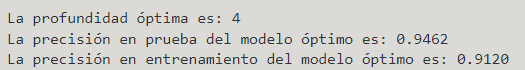 La profundidad óptima es: 4
La precisión en prueba del modelo óptimo es: 0.9462
La precisión en entrenamiento del modelo óptimo es: 0.9120